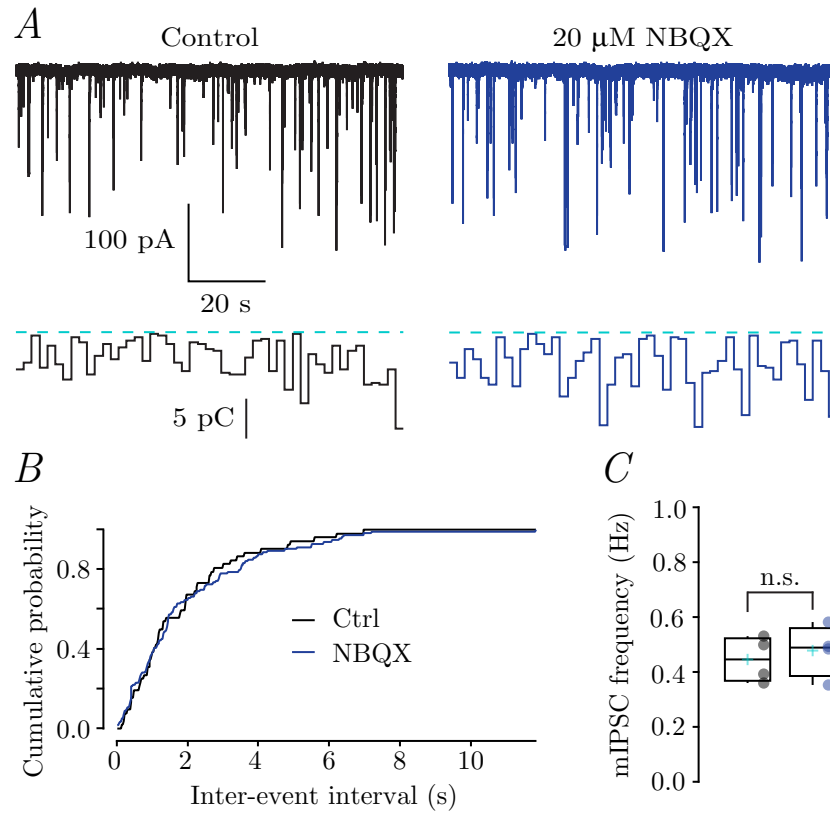 A
Control
20 μM NBQX
100 pA
20 s
5 pC
B
Cumulative probability
0.8
0.4
0.0
Ctrl
NBQX
0 2 4 6 8 10
Inter-event interval (s)
C
mIPSC frequency (Hz)
1.0
0.8
0.6
0.4
0.2
0.0
n.s.